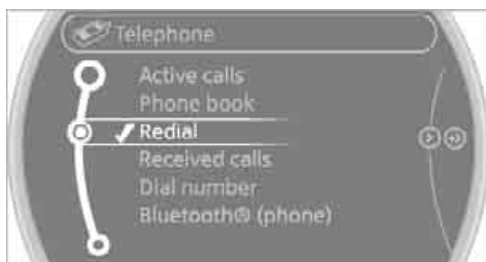 Telephone
Active calls
Phone book
Redial
Received calls
Dial number
Bluetooth® (phone)